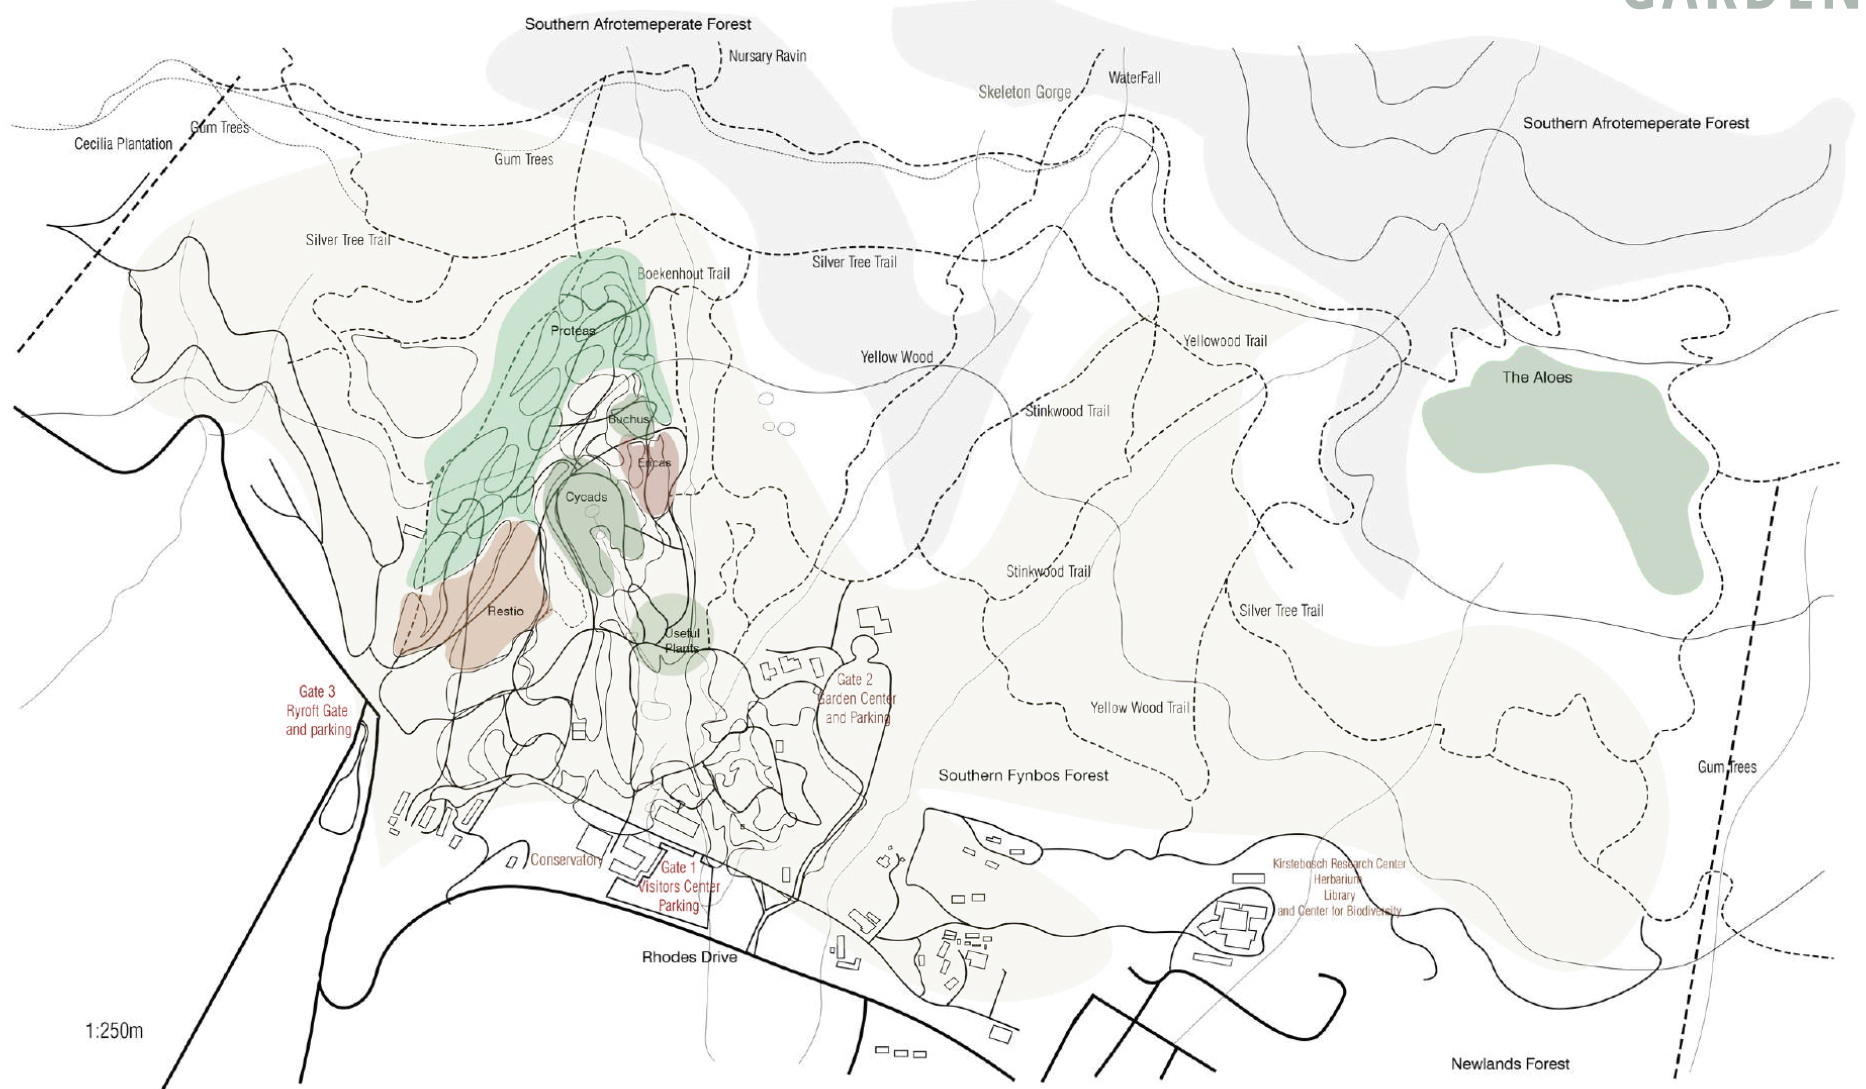 GARDEN
Southern Afrotemeperate Forest
Nursary Ravin
WaterFall
Skeleton Gorge
Southern Afrotemeperate Forest
Gum Trees
Cecilia Plantation
Gum Trees
Silver Tree Trail
Silver Tree Trail
Boekenhout Trail
Proteas
Yellowood Trail
Yellow Wood
The Aloes
Stinkwood Trail
Buchus
Ericas
Cycads
Stinkwood Trail
Restio
Silver Tree Trail
Useful
Plants
Gate 3
Ryroft Gate
and parking
Gate 2
Garden Center
and Parking
Yellow Wood Trail
Southern Fynbos Forest
Gum Trees
Conservatory
Gate 1
Visitors Center
Parking
Kirstebosch Research Center
Herbarium
Library
and Center for Biodiversity
Rhodes Drive
1:250m
Newlands Forest